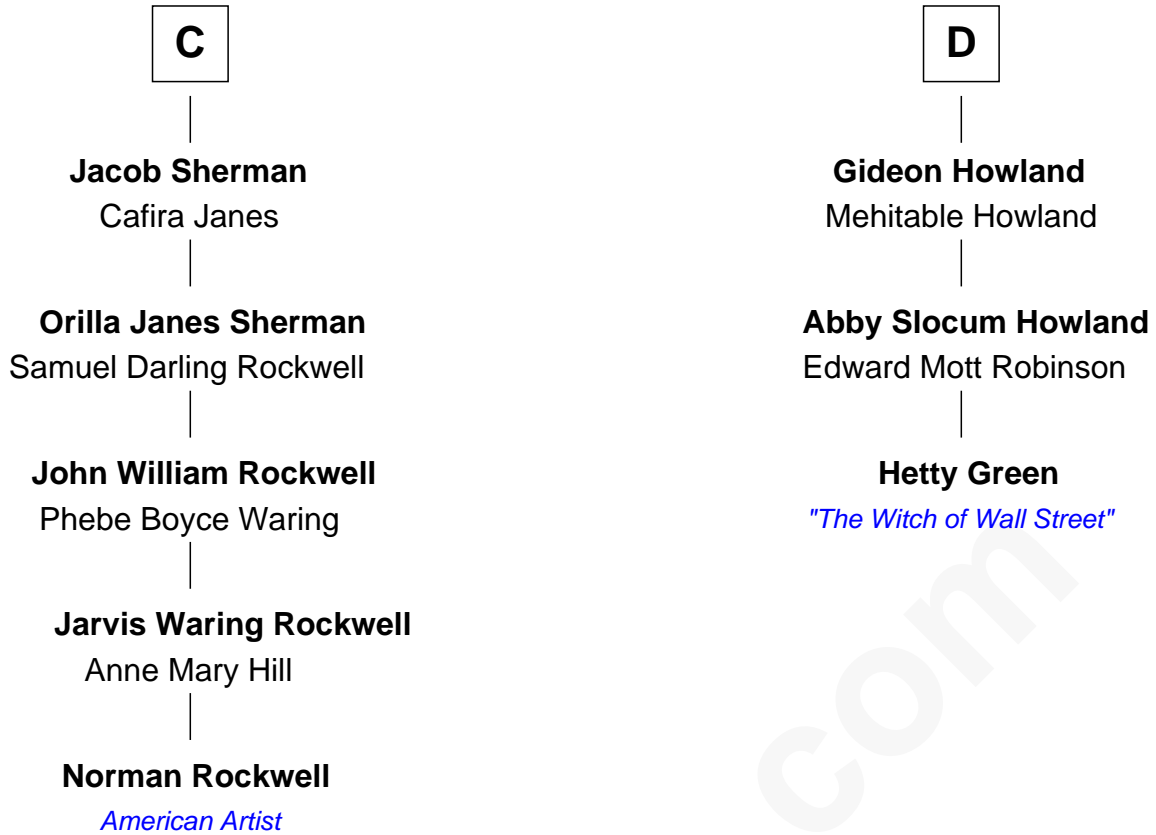 C
Jacob Sherman
Cafira Janes
Orilla Janes Sherman
Samuel Darling Rockwell
John William Rockwell
Phebe Boyce Waring
Jarvis Waring Rockwell
Anne Mary Hill
Norman Rockwell
American Artist
D
Gideon Howland
Mehitable Howland
Abby Slocum Howland
Edward Mott Robinson
Hetty Green
"The Witch of Wall Street"
com